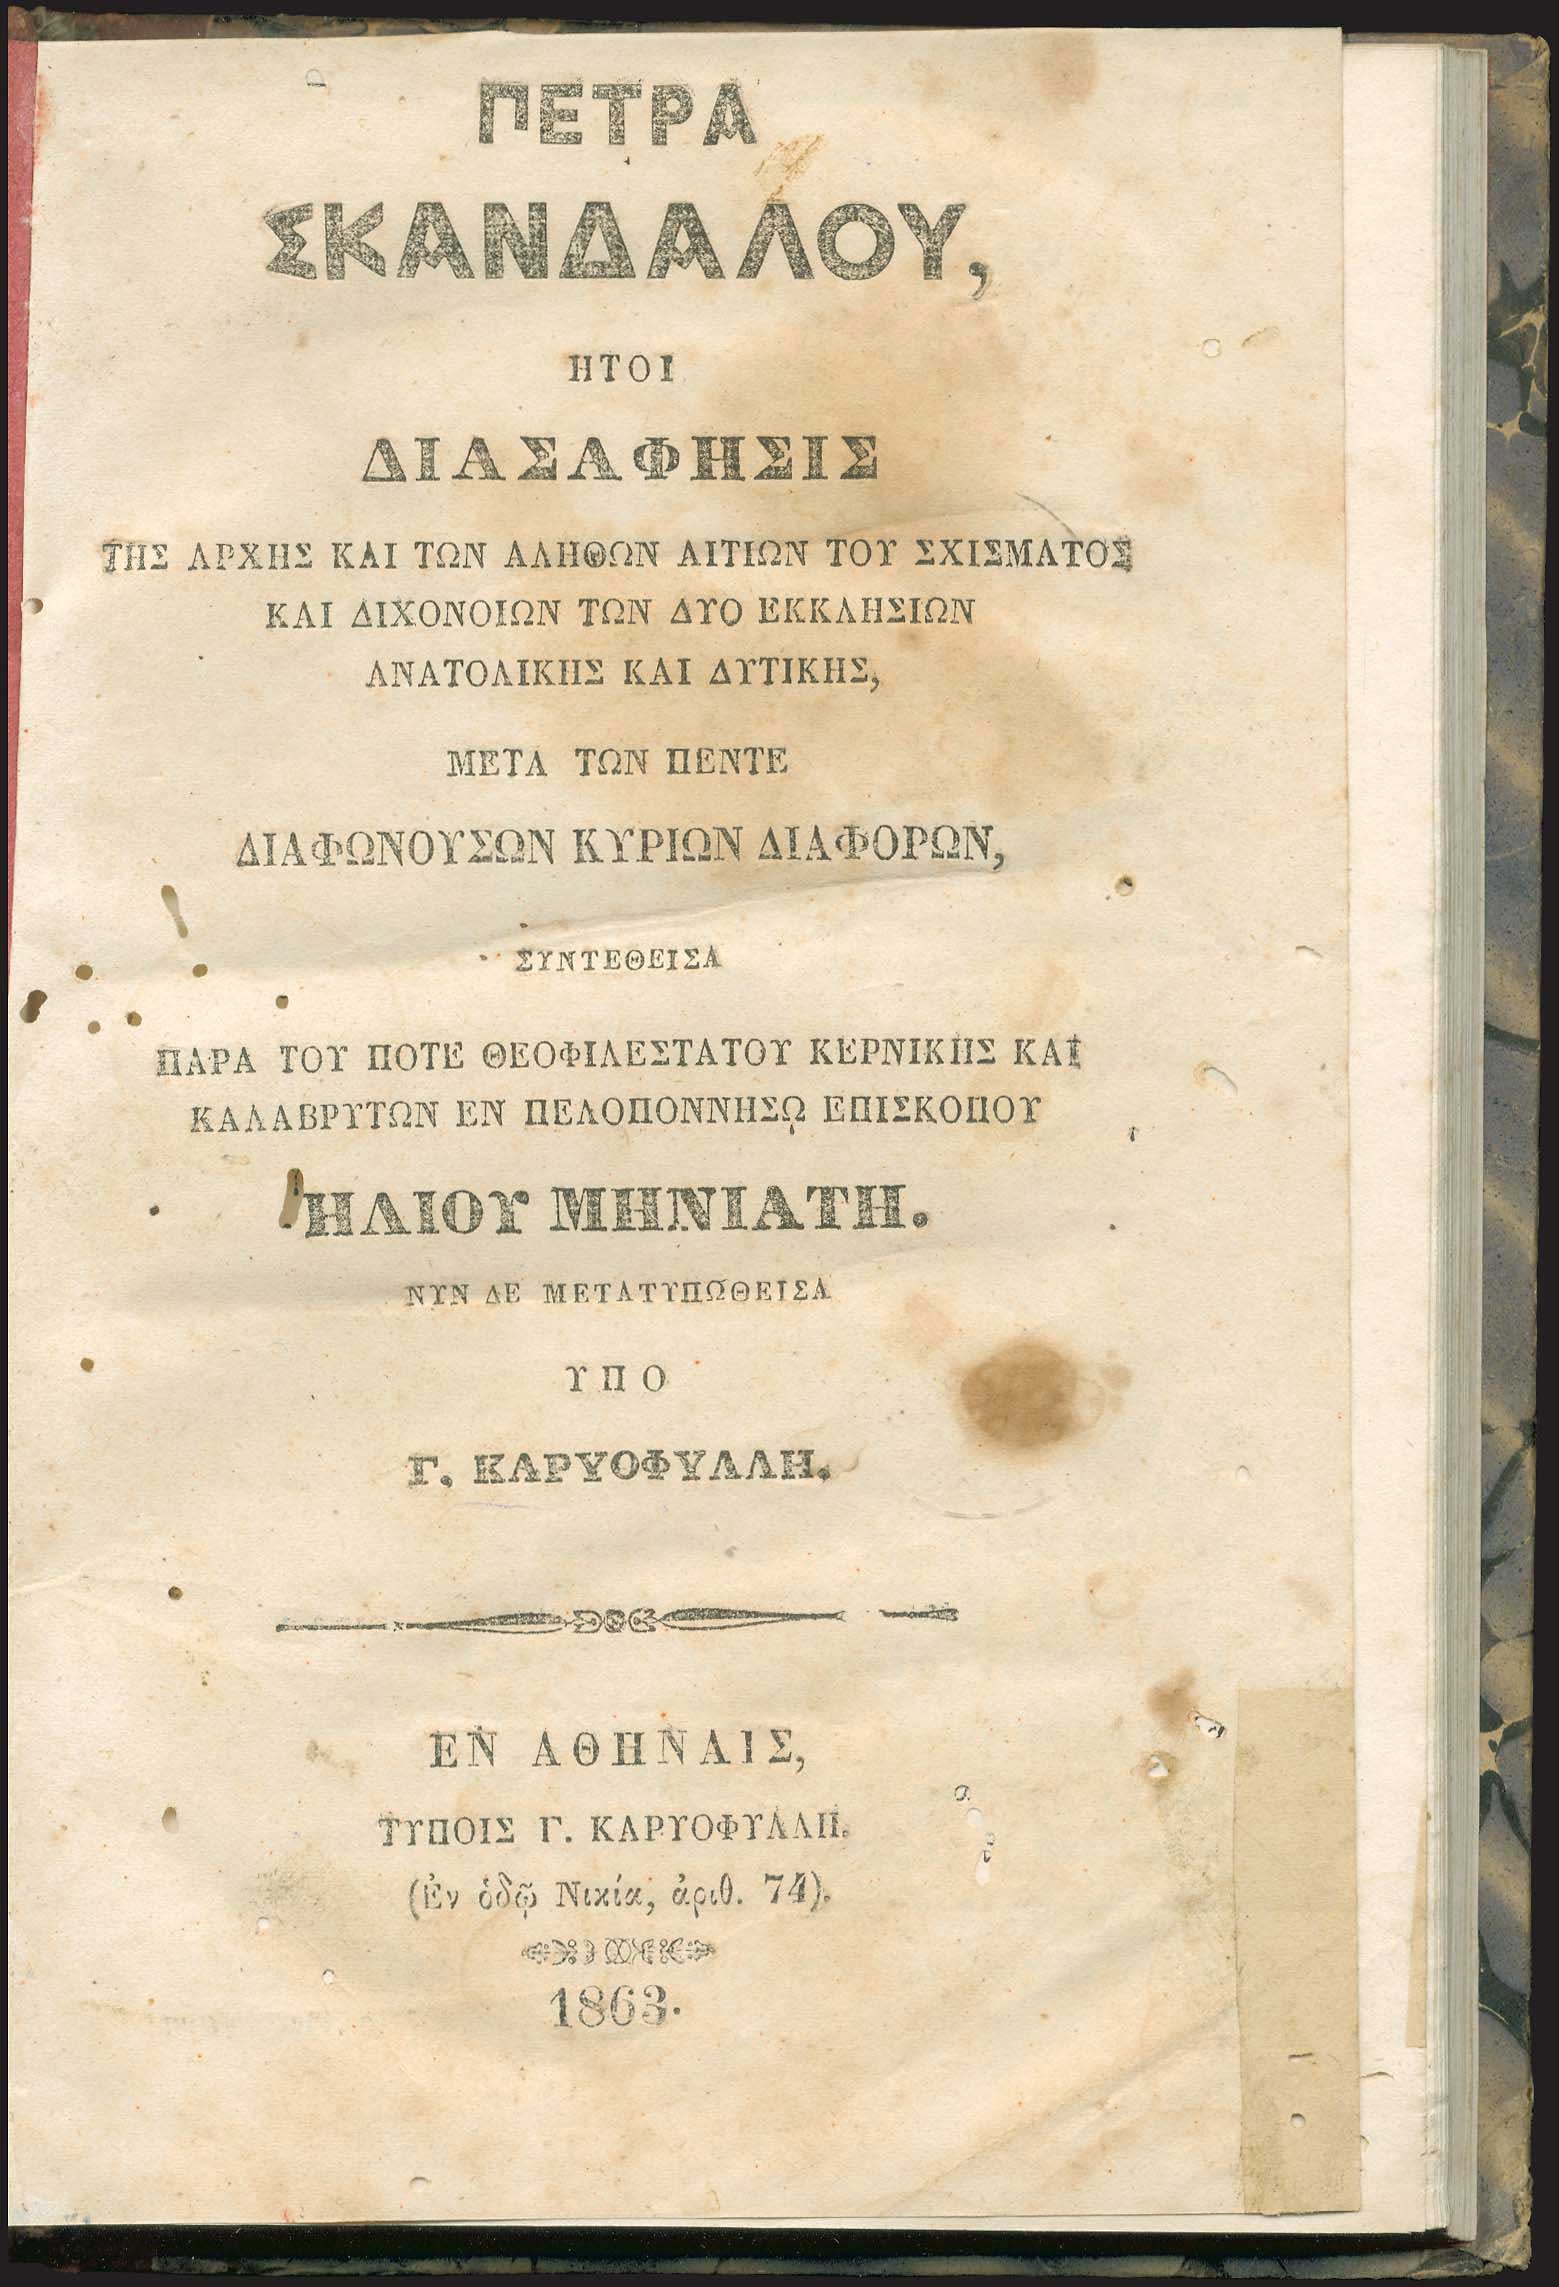 ΠΕΤΡΑ
ΣΚΑΝΔΑΛΟΥ,
ΗΤΟΙ
ΔΙΑΣΑΦΗΣΙΣ
ΤΗΣ ΑΡΧΗΣ ΚΑΙ ΤΩΝ ΑΛΗΘΩΝ ΑΙΤΙΩΝ ΤΟΥ ΣΧΙΣΜΑΤΟΣ
ΚΑΙ ΔΙΧΟΝΟΙΩΝ ΤΩΝ ΔΥΟ ΕΚΚΛΗΣΙΩΝ
ΑΝΑΤΟΛΙΚΗΣ ΚΑΙ ΔΥΤΙΚΗΣ,
ΜΕΤΑ ΤΩΝ ΠΕΝΤΕ
ΔΙΑΦΩΝΟΥΣΩΝ ΚΥΡΙΩΝ ΔΙΑΦΟΡΩΝ,
ΣΥΝΤΕΘΕΙΣΑ
ΠΑΡΑ ΤΟΥ ΠΟΤΕ ΘΕΟΦΙΛΕΣΤΑΤΟΥ ΚΕΡΝΙΚΗΣ ΚΑΙ
ΚΑΛΑΒΡΥΤΩΝ ΕΝ ΠΕΛΟΠΟΝΝΗΣῼ ΕΠΙΣΚΟΠΟΥ
ΗΛΙΟΥ ΜΗΝΙΑΤΗ.
ΝΥΝ ΔΕ ΜΕΤΑΤΥΠΩΘΕΙΣΑ
ΥΠΟ
Γ. ΚΑΡΥΟΦΥΛΛΗ.
ΕΝ ΑΘΗΝΑΙΣ,
ΤΥΠΟΙΣ Γ. ΚΑΡΥΟΦΥΛΛΗ.
(Ἐν ὁδῷ Νικία, ἀριθ. 74).
1863.